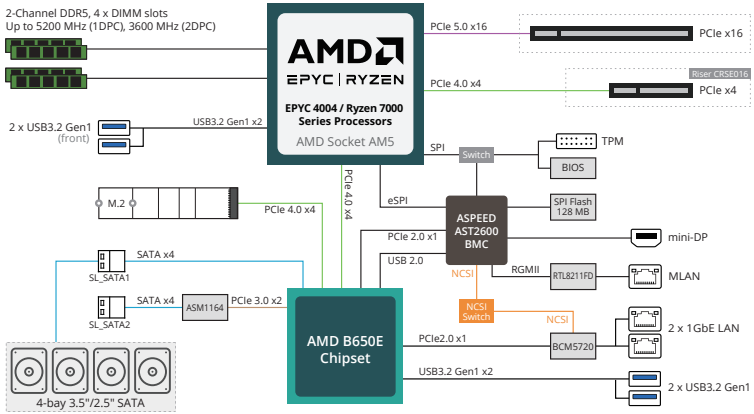 2-Channel DDR5, 4 x DIMM slots
Up to 5200 MHz (1DPC), 3600 MHz (2DPC)
AMD
EPYC | RYZEN
EPYC 4004 / Ryzen 7000
Series Processors
AMD Socket AM5
PCIe 5.0 x16
PCIe x16
Riser CRSE016
PCIe 4.0 x4
PCIe x4
2 x USB3.2 Gen1
(front)
USB3.2 Gen1 x2
SPI
Switch
TPM
BIOS
M.2
PCIe 4.0 x4
PCIe 4.0 x4
eSPI
ASPEED
AST2600
BMC
SPI Flash
128 MB
PCIe 2.0 x1
USB 2.0
mini-DP
RGMII
RTL8211FD
MLAN
NCSI
NCSI
Switch
NCSI
SATA x4
SL_SATA1
SATA x4
SL_SATA2
ASM1164
PCIe 3.0 x2
AMD B650E
Chipset
PCIe2.0 x1
BCM5720
2 x 1GbE LAN
USB3.2 Gen1 x2
2 x USB3.2 Gen1
4-bay 3.5"/2.5" SATA